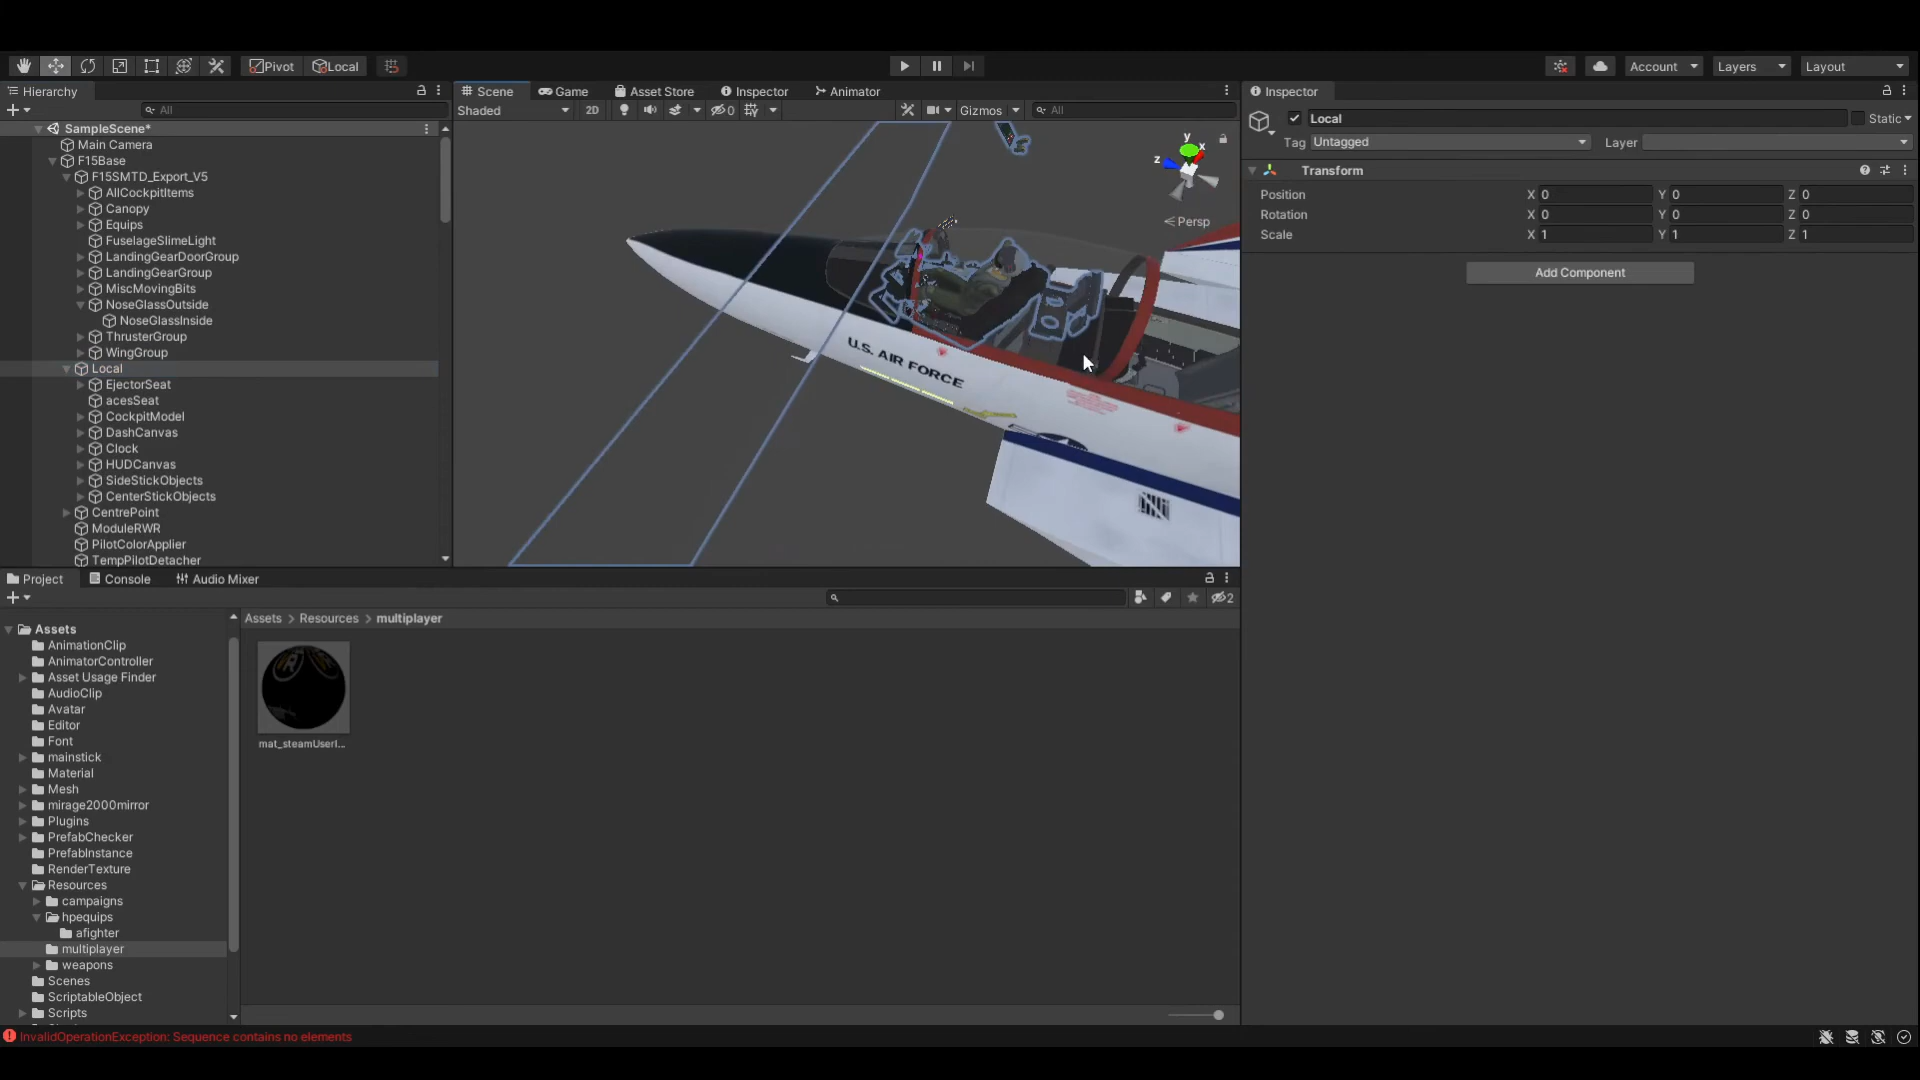 Pivot
Local
Account
Layers
Layout
Hierarchy
Scene
Game
Asset Store
Inspector
Animator
Inspector
All
Shaded
2D
0
Gizmos
All
Local
Static
Tag Untagged
Layer
Transform
Position X 0 Y 0 Z 0
Rotation X 0 Y 0 Z 0
Scale X 1 Y 1 Z 1
Add Component
SampleScene*
Main Camera
F15Base
F15SMTD_Export_V5
AllCockpitItems
Canopy
Equips
FuselageSlimeLight
LandingGearDoorGroup
LandingGearGroup
MiscMovingBits
NoseGlassOutside
NoseGlassInside
ThrusterGroup
WingGroup
Local
EjectorSeat
acesSeat
CockpitModel
DashCanvas
Clock
HUDCanvas
SideStickObjects
CenterStickObjects
CentrePoint
ModuleRWR
PilotColorApplier
TempPilotDetacher
y
x
z
Persp
U.S. AIR FORCE
Project
Console
Audio Mixer
2
Assets
AnimationClip
AnimatorController
Asset Usage Finder
AudioClip
Avatar
Editor
Font
mainstick
Material
Mesh
mirage2000mirror
Plugins
PrefabChecker
PrefabInstance
RenderTexture
Resources
campaigns
hpequips
afighter
multiplayer
weapons
Scenes
ScriptableObject
Scripts
Assets > Resources > multiplayer
mat_steamUserI...
InvalidOperationException: Sequence contains no elements